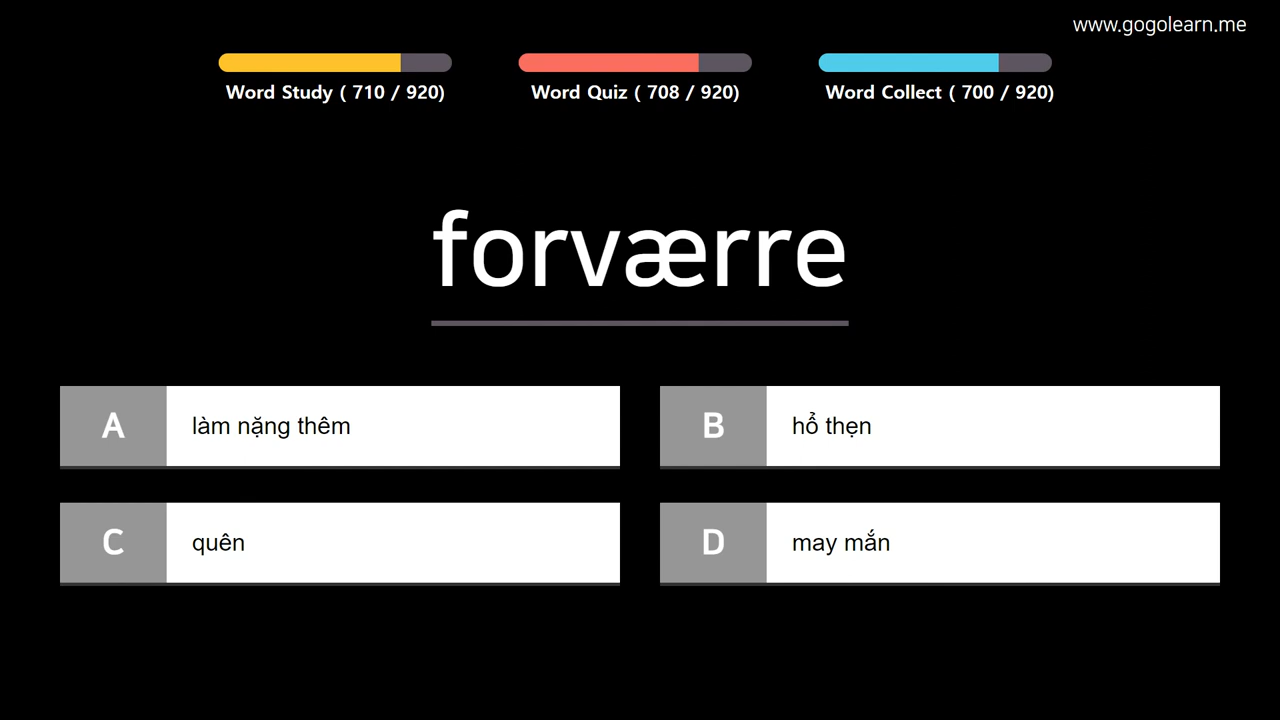 www.gogolearn.me
Word Study ( 710 / 920)
Word Quiz ( 708 / 920)
Word Collect ( 700 / 920)
forværre
A
làm nặng thêm
B
hổ thẹn
C
quên
D
may mắn